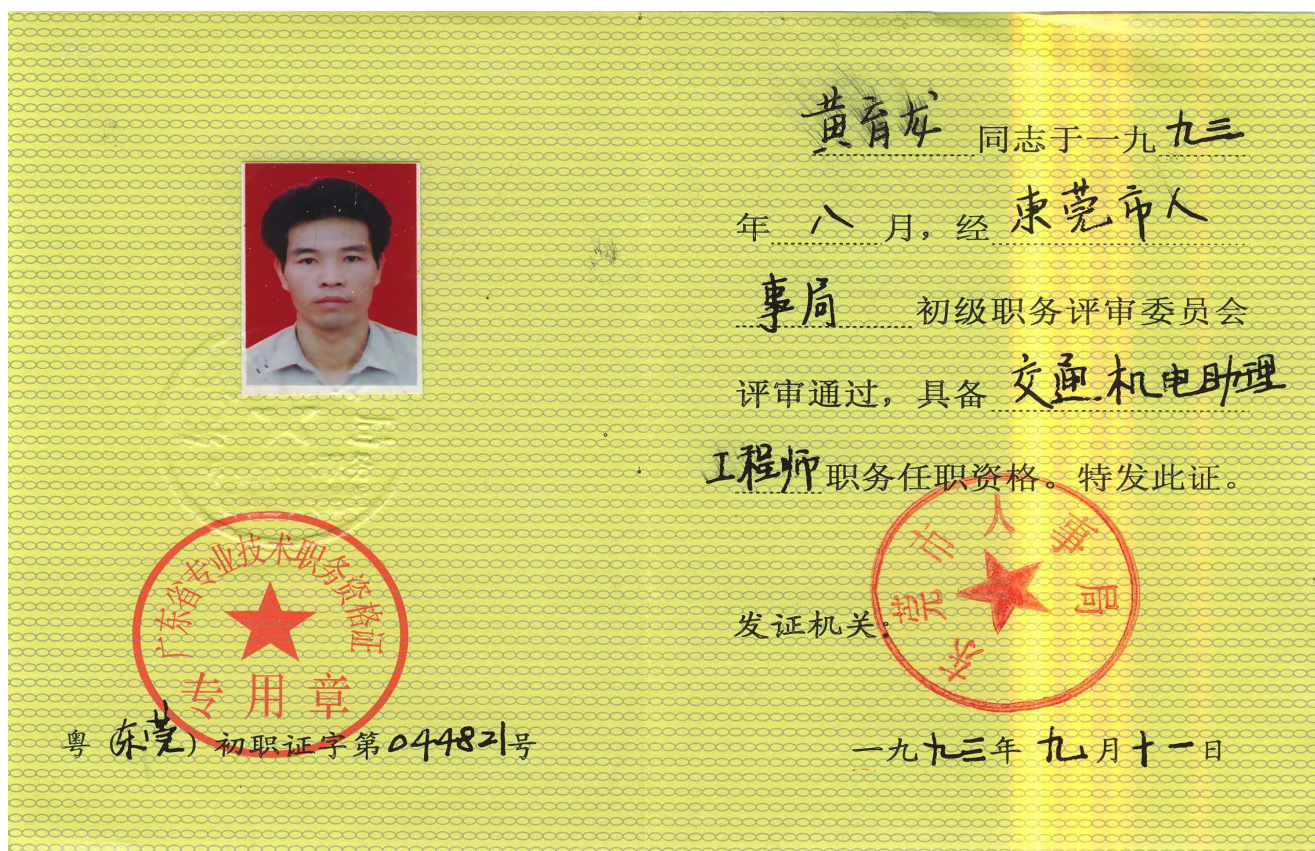 广东省专业技术职务资格证
专用章
粤(东莞)初职证字第044821号
黄育龙 同志于一九九三
年 八 月，经 东莞市人
事局 初级职务评审委员会
评审通过，具备 交通机电助理
工程师 职务任职资格。特发此证。
东莞市人事局
发证机关：
一九九三年 九 月十一日